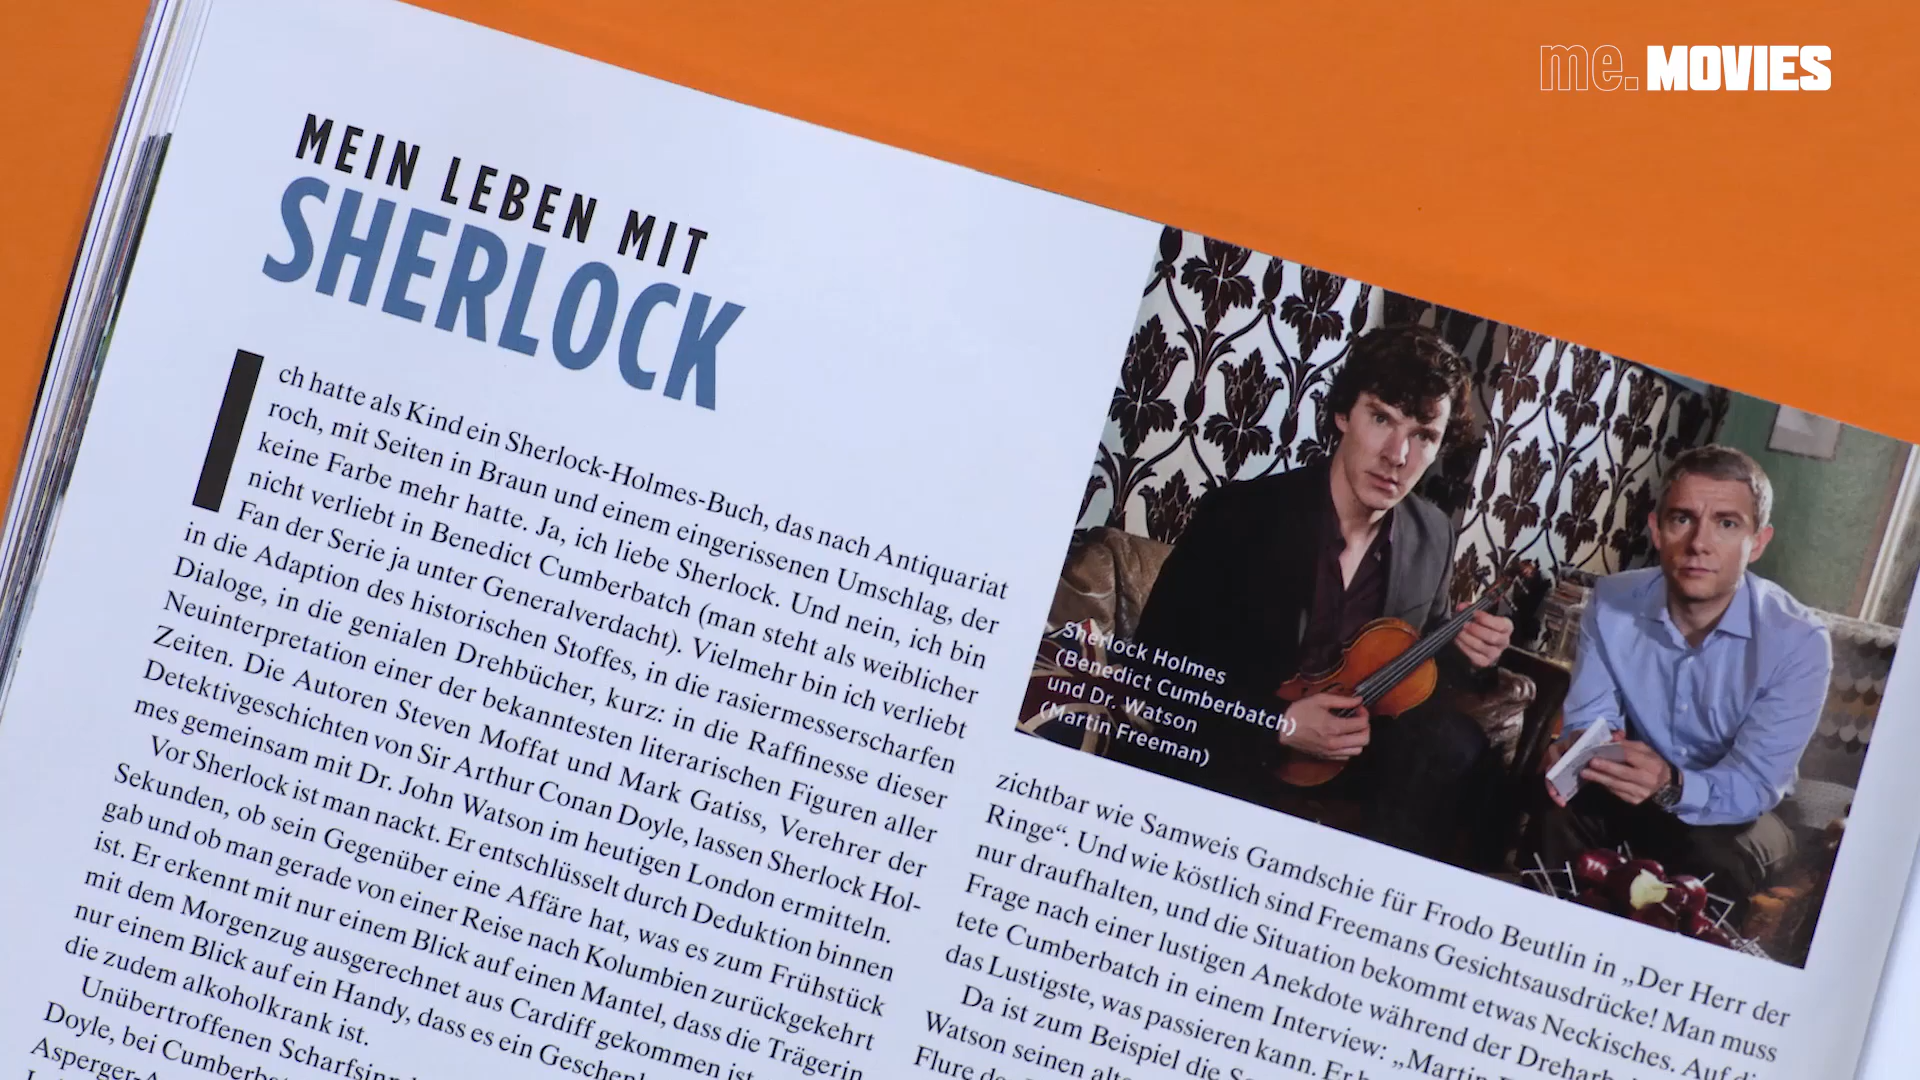 me. MOVIES
MEIN LEBEN MIT
SHERLOCK
Ich hatte als Kind ein Sherlock-Holmes-Buch, das nach Antiquariat
roch, mit Seiten in Braun und einem eingerissenen Umschlag, der
keine Farbe mehr hatte. Ja, ich liebe Sherlock. Und nein, ich bin
nicht verliebt in Benedict Cumberbatch (man steht als weiblicher
Fan der Serie ja unter Generalverdacht). Vielmehr bin ich verliebt
in die Adaption des historischen Stoffes, in die rasiermesserscharfen
Dialoge, in die genialen Drehbücher, kurz: in die Raffinesse dieser
Neuinterpretation einer der bekanntesten literarischen Figuren aller
Zeiten. Die Autoren Steven Moffat und Mark Gatiss, Verehrer der
Detektivgeschichten von Sir Arthur Conan Doyle, lassen Sherlock Hol-
mes gemeinsam mit Dr. John Watson im heutigen London ermitteln.
Vor Sherlock ist man nackt. Er entschlüsselt durch Deduktion binnen
Sekunden, ob sein Gegenüber eine Affäre hat, was es zum Frühstück
gab und ob man gerade von einer Reise nach Kolumbien zurückgekehrt
ist. Er erkennt mit nur einem Blick auf einen Mantel, dass die Trägerin
mit dem Morgenzug ausgerechnet aus Cardiff gekommen ist
nur einem Blick auf ein Handy, dass es ein
die zudem alkoholkrank ist.
Unübertroffenen
Doyle, bei
Sherlock Holmes
(Benedict Cumberbatch)
und Dr. Watson
(Martin Freeman)
zichtbar wie Samweis Gamdschie für Frodo Beutlin in „Der Herr der
Ringe“. Und wie köstlich sind Freemans Gesichtsausdrücke! Man muss
nur draufhalten, und die Situation bekommt etwas Neckisches. Auf
Frage nach einer lustigen Anekdote während der
tete Cumberbatch in einem Interview: „Martin
das Lustigste, was passieren kann. Er
Da ist zum Beispiel die
Watson seinen
Flure